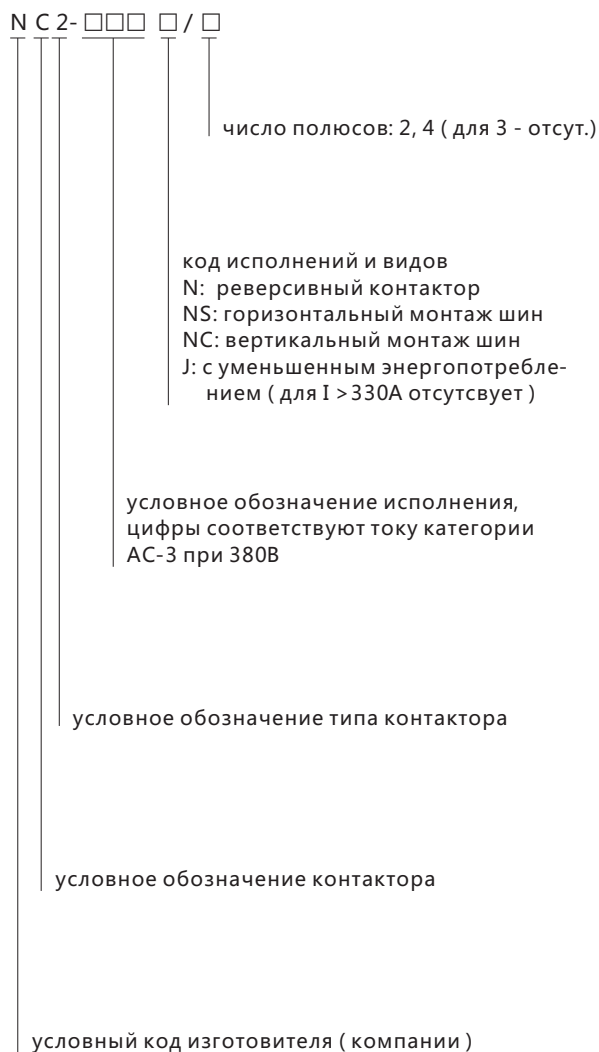 N C 2- □□□ □ / □
число полюсов: 2, 4 ( для 3 - отсут.)
код исполнений и видов
N: реверсивный контактор
NS: горизонтальный монтаж шин
NC: вертикальный монтаж шин
J: с уменьшенным энергопотребле-
нием ( для I >330А отсутсвует )
условное обозначение исполнения,
цифры соответствуют току категории
АС-3 при 380В
условное обозначение типа контактора
условное обозначение контактора
условный код изготовителя ( компании )